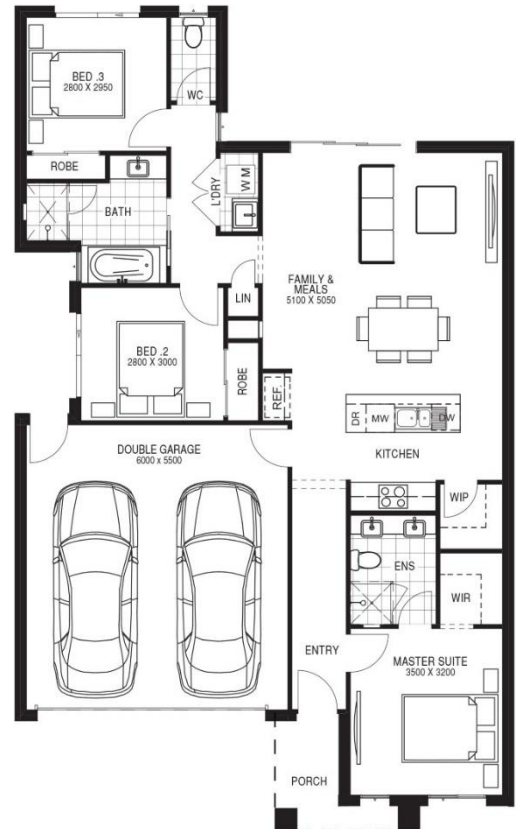 BED .3
2800 X 2950
WC
ROBE
BATH
L'DRY
W M
FAMILY &
MEALS
5100 X 5050
LIN
BED .2
2800 X 3000
ROBE
REF.
DR
MW
DW
KITCHEN
DOUBLE GARAGE
6000 X 5500
WIP
ENS
WIR
ENTRY
MASTER SUITE
3500 X 3200
PORCH